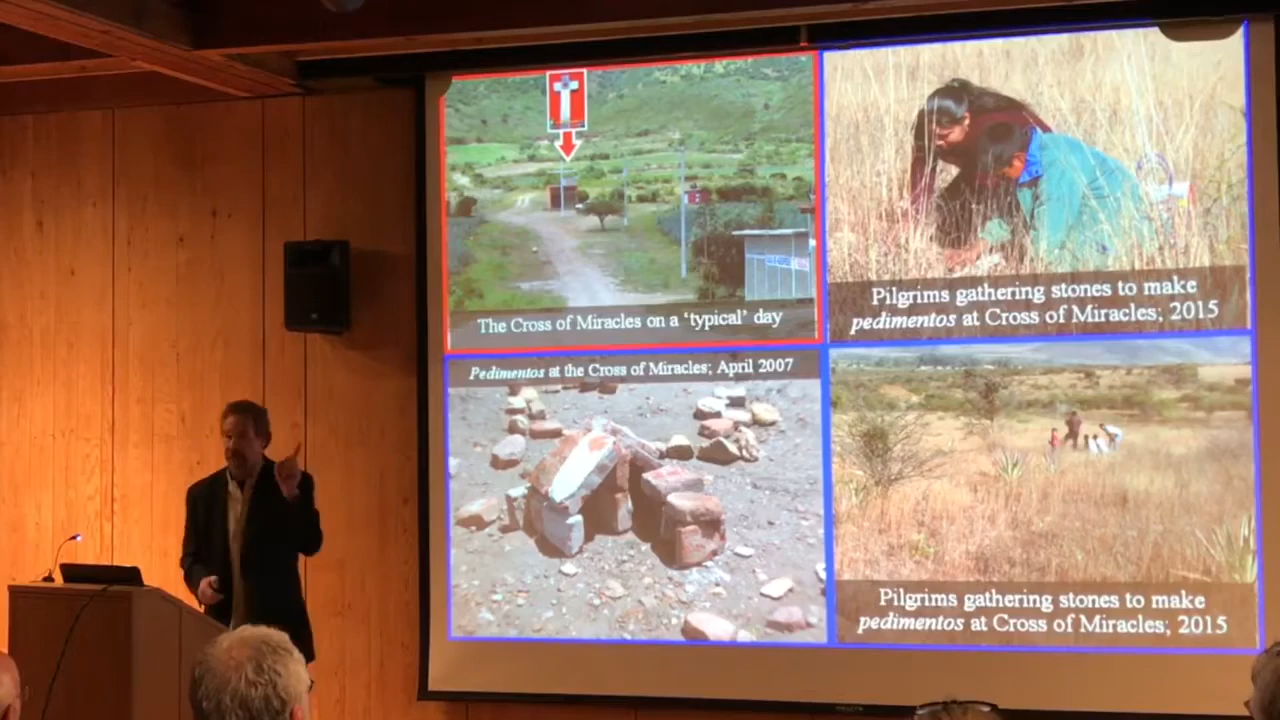 The Cross of Miracles on a ‘typical’ day
Pilgrims gathering stones to make
pedimentos at Cross of Miracles; 2015
Pedimentos at the Cross of Miracles; April 2007
Pilgrims gathering stones to make
pedimentos at Cross of Miracles; 2015